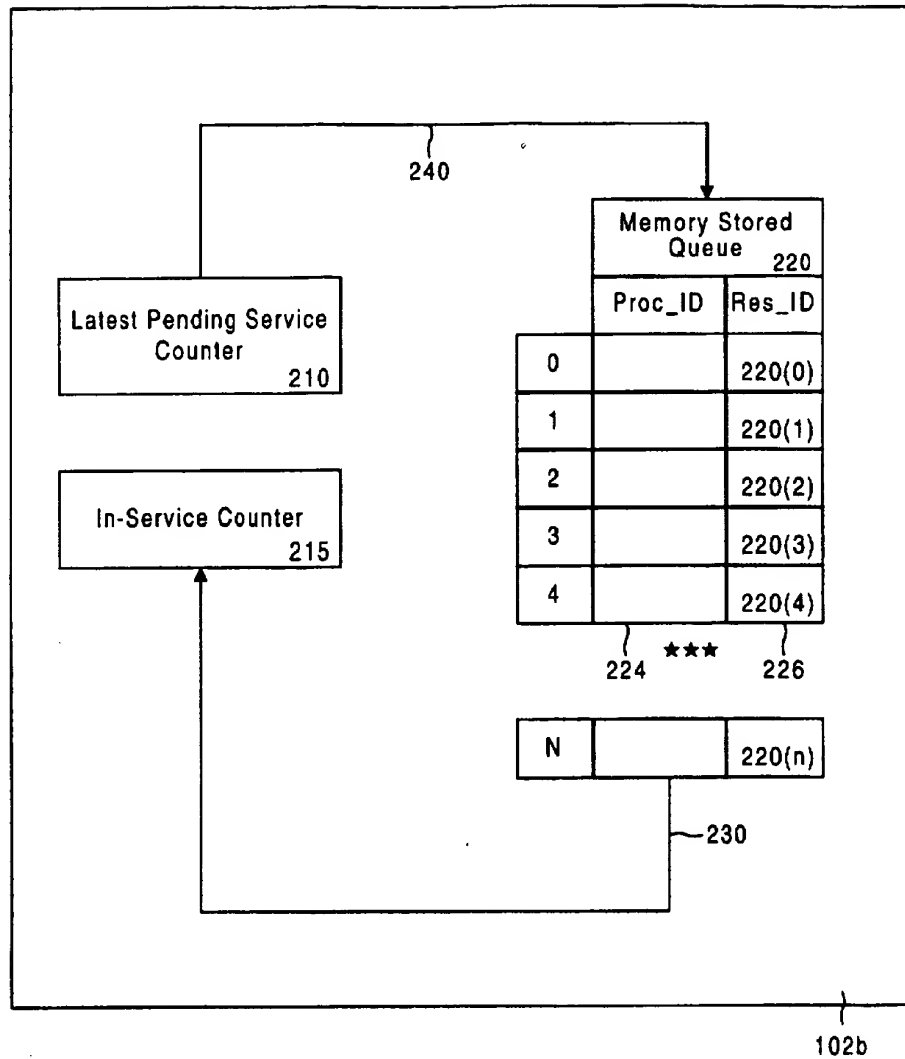 240
Memory Stored
Queue
220
Proc_ID Res_ID
Latest Pending Service
Counter
210
0 220(0)
1 220(1)
2 220(2)
3 220(3)
4 220(4)
In-Service Counter
215
224 ★★★ 226
N 220(n)
230
102b